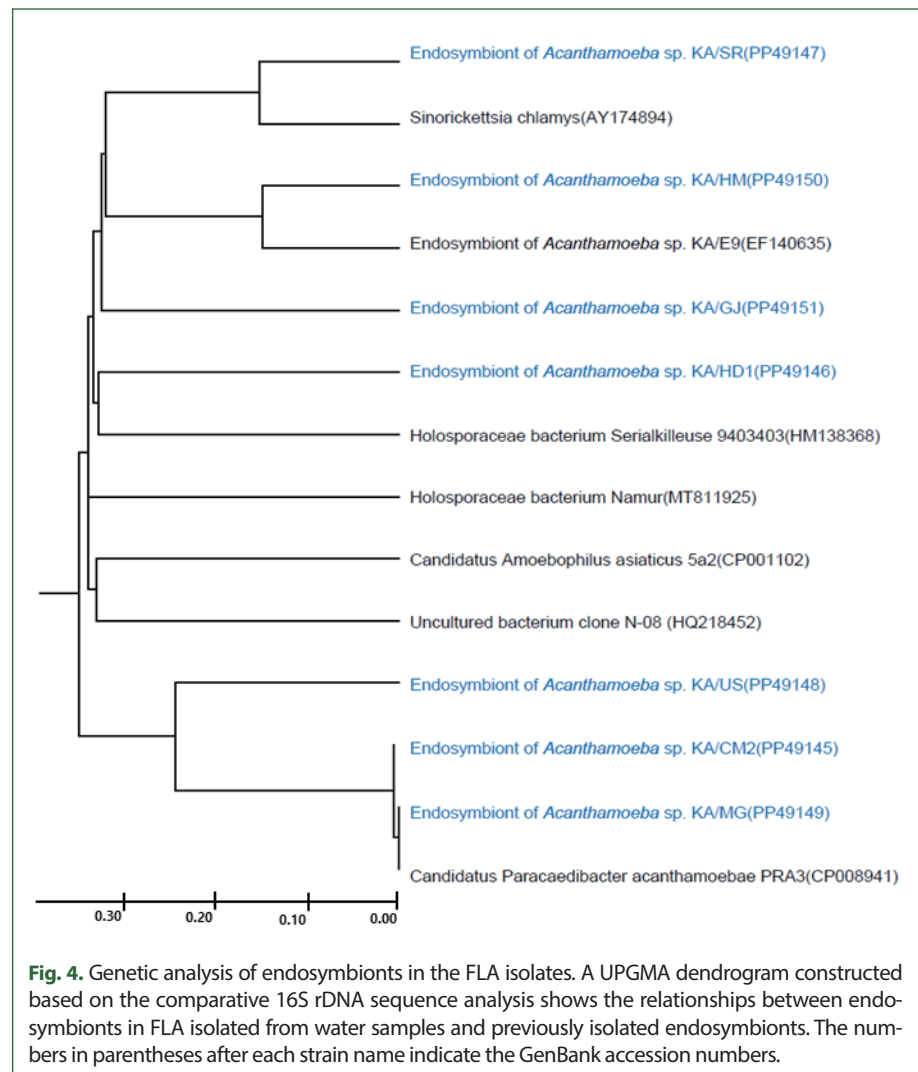 Endosymbiont of Acanthamoeba sp. KA/SR(PP49147)
Sinorickettsia chlamys(AY174894)
Endosymbiont of Acanthamoeba sp. KA/HM(PP49150)
Endosymbiont of Acanthamoeba sp. KA/E9(EF140635)
Endosymbiont of Acanthamoeba sp. KA/GJ(PP49151)
Endosymbiont of Acanthamoeba sp. KA/HD1(PP49146)
Holosporaceae bacterium Serialkilleuse 9403403(HM138368)
Holosporaceae bacterium Namur(MT811925)
Candidatus Amoebophilus asiaticus 5a2(CP001102)
Uncultured bacterium clone N-08 (HQ218452)
Endosymbiont of Acanthamoeba sp. KA/US(PP49148)
Endosymbiont of Acanthamoeba sp. KA/CM2(PP49145)
Endosymbiont of Acanthamoeba sp. KA/MG(PP49149)
Candidatus Paracaedibacter acanthamoebae PRA3(CP008941)
0.30 0.20 0.10 0.00
Fig. 4. Genetic analysis of endosymbionts in the FLA isolates. A UPGMA dendrogram constructed
based on the comparative 16S rDNA sequence analysis shows the relationships between endo-
symbionts in FLA isolated from water samples and previously isolated endosymbionts. The num-
bers in parentheses after each strain name indicate the GenBank accession numbers.